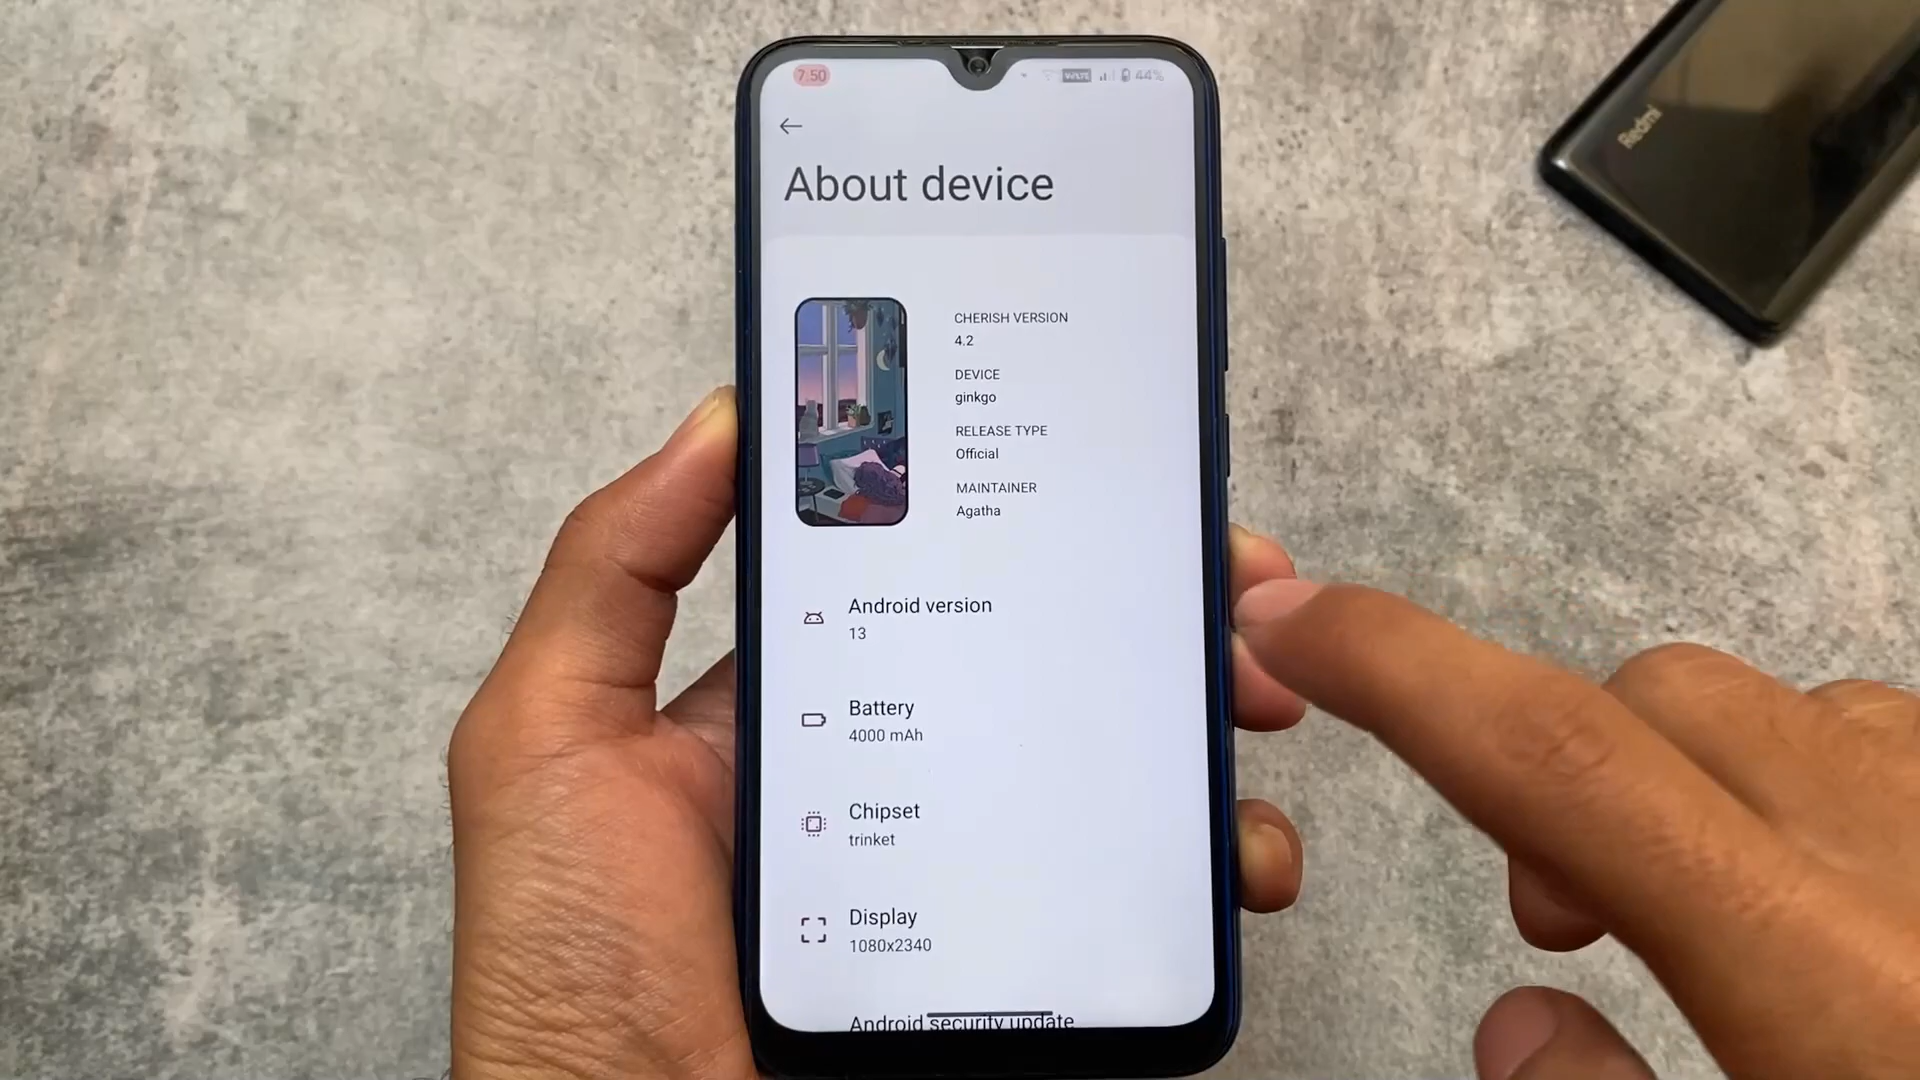 7:50
VoLTE
44%
Redmi
About device
CHERISH VERSION
4.2
DEVICE
ginkgo
RELEASE TYPE
Official
MAINTAINER
Agatha
Android version
13
Battery
4000 mAh
Chipset
trinket
Display
1080x2340
Android security update